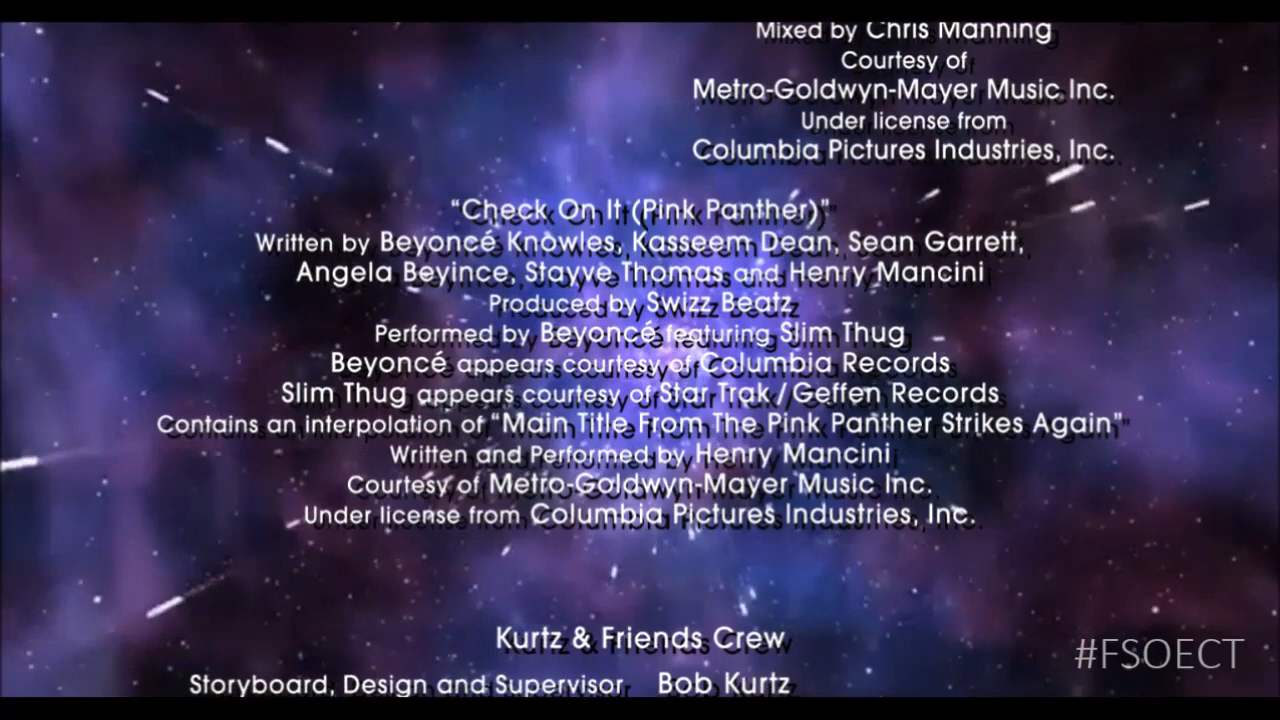 Mixed by Chris Manning
Courtesy of
Metro-Goldwyn-Mayer Music Inc.
Under license from
Columbia Pictures Industries, Inc.
“Check On It (Pink Panther)”
Written by Beyoncé Knowles, Kasseem Dean, Sean Garrett,
Angela Beyince, Stayve Thomas and Henry Mancini
Produced by Swizz Beatz
Performed by Beyoncé featuring Slim Thug
Beyoncé appears courtesy of Columbia Records
Slim Thug appears courtesy of Star Trak / Geffen Records
Contains an interpolation of “Main Title From The Pink Panther Strikes Again”
Written and Performed by Henry Mancini
Courtesy of Metro-Goldwyn-Mayer Music Inc.
Under license from Columbia Pictures Industries, Inc.
Kurtz & Friends Crew
Storyboard, Design and Supervisor Bob Kurtz
#FSOECT